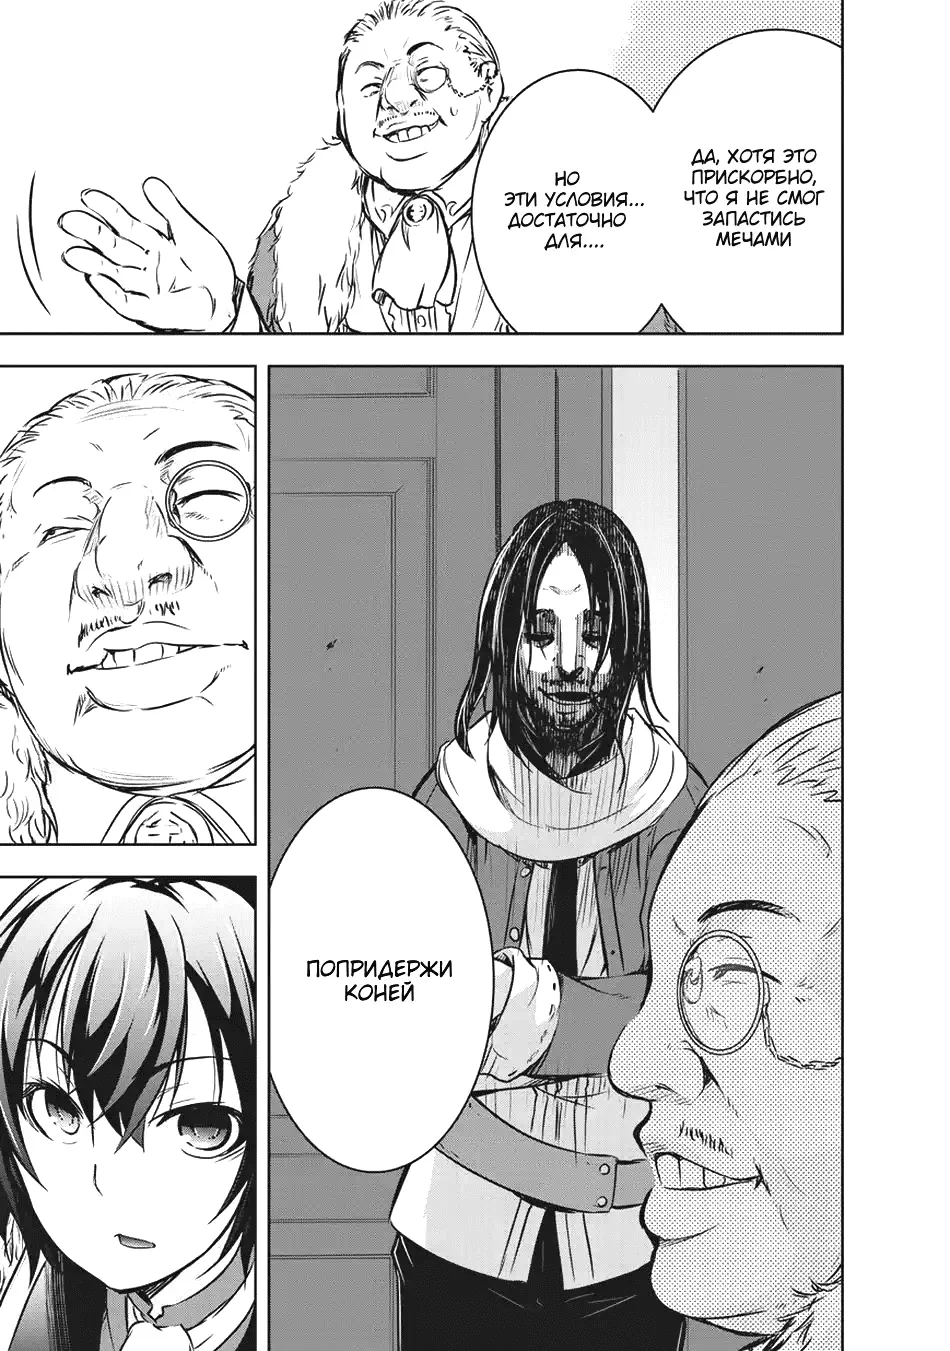 ДА, ХОТЯ ЭТО
ПРИСКОРБНО,
ЧТО Я НЕ СМОГ
ЗАПАСТИСЬ
МЕЧАМИ
НО
ЭТИ УСЛОВИЯ...
ДОСТАТОЧНО
ДЛЯ....
ПОПРИДЕРЖИ
КОНЕЙ